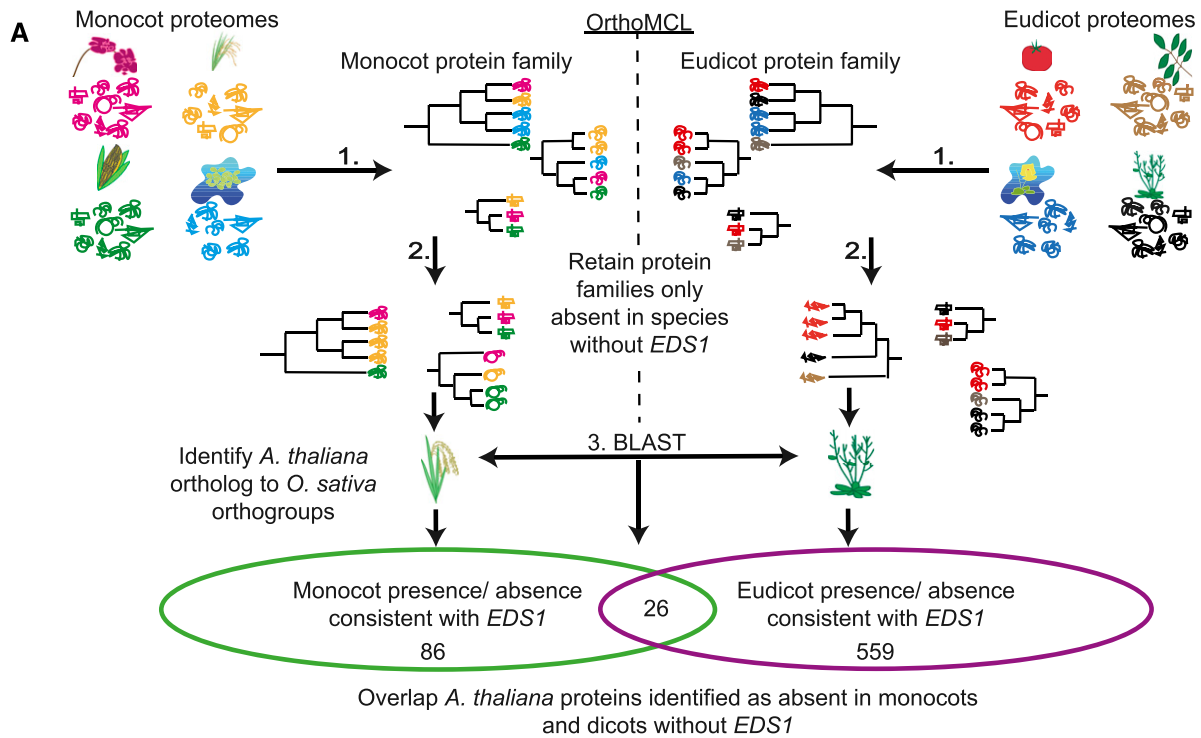 A
Monocot proteomes
OrthoMCL
Eudicot proteomes
Monocot protein family
Eudicot protein family
1.
1.
2.
2.
Retain protein
families only
absent in species
without EDS1
3. BLAST
Identify A. thaliana
ortholog to O. sativa
orthogroups
Monocot presence/ absence
consistent with EDS1
86
26
Eudicot presence/ absence
consistent with EDS1
559
Overlap A. thaliana proteins identified as absent in monocots
and dicots without EDS1